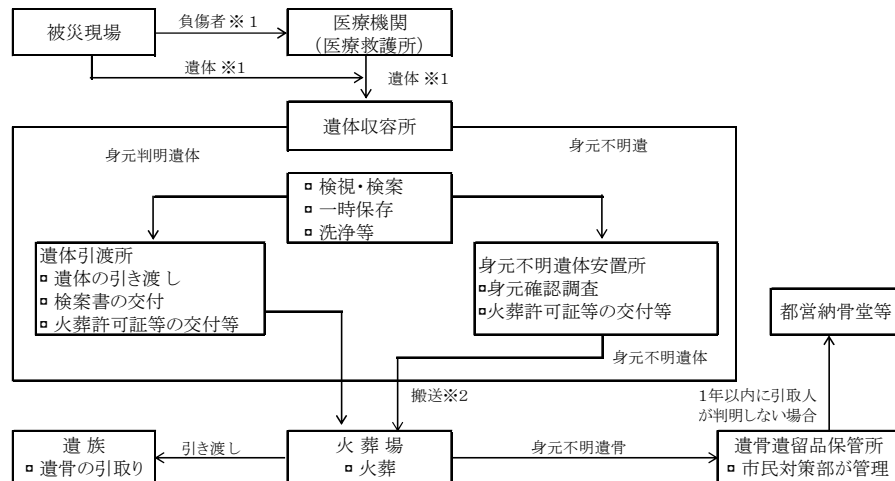 被災現場
負傷者※1
医療機関
（医療救護所）
遺体※1
遺体※1
遺体収容所
身元判明遺体
身元不明遺
¤ 検視・検案
¤ 一時保存
¤ 洗浄等
遺体引渡所
¤ 遺体の引き渡し
¤ 検案書の交付
¤ 火葬許可証等の交付等
身元不明遺体安置所
¤身元確認調査
¤火葬許可証等の交付等
都営納骨堂等
身元不明遺体
搬送※2
1年以内に引取人
が判明しない場合
遺族
¤ 遺骨の引取り
引き渡し
火葬場
¤ 火葬
身元不明遺骨
遺骨遺留品保管所
¤ 市民対策部が管理